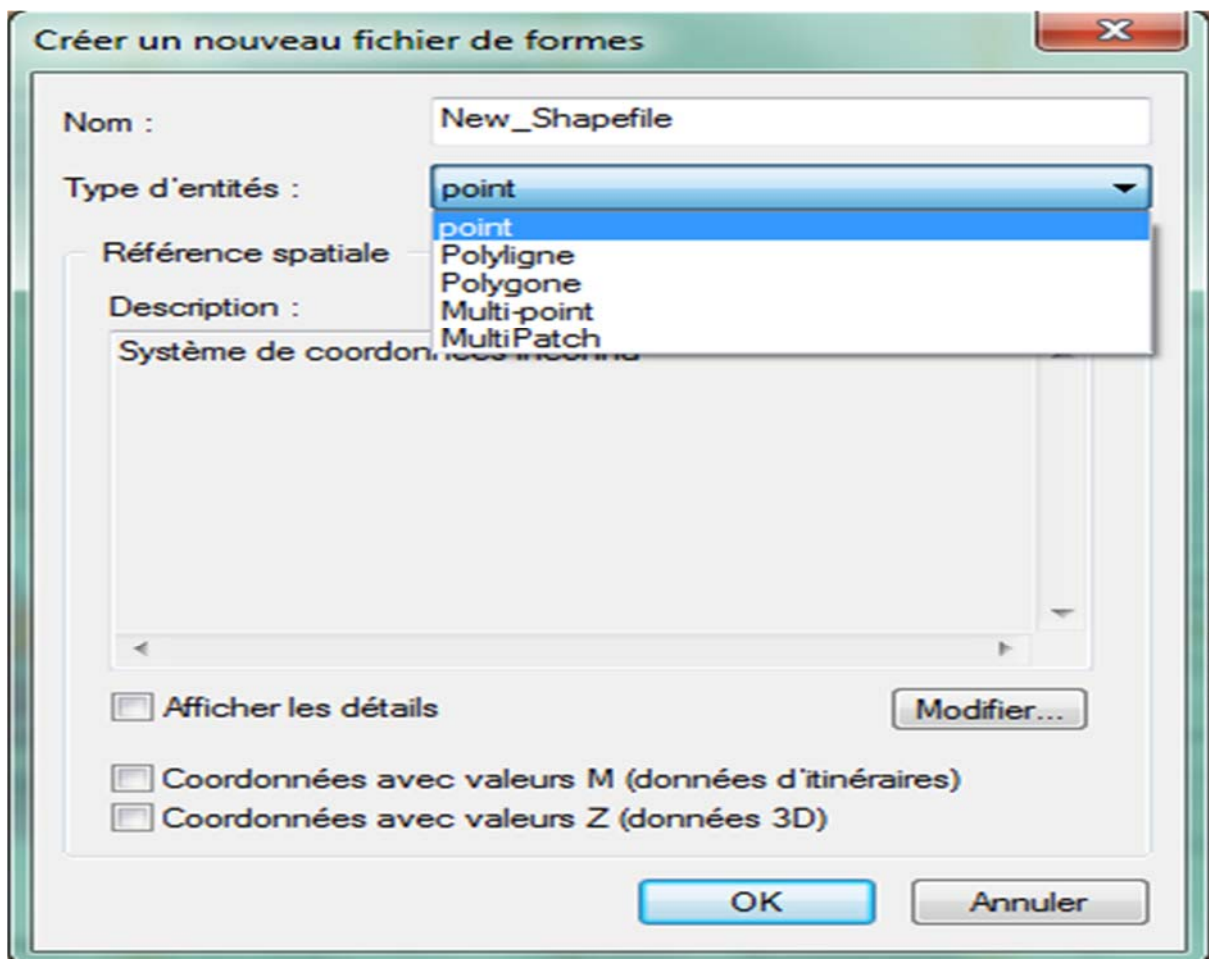 Créer un nouveau fichier de formes
Nom :
New_Shapefile
Type d'entités :
point
point
Polyligne
Polygone
Multi-point
MultiPatch
Référence spatiale
Description :
Système de coordonnées inconnu
Afficher les détails
Modifier...
Coordonnées avec valeurs M (données d'itinéraires)
Coordonnées avec valeurs Z (données 3D)
OK
Annuler